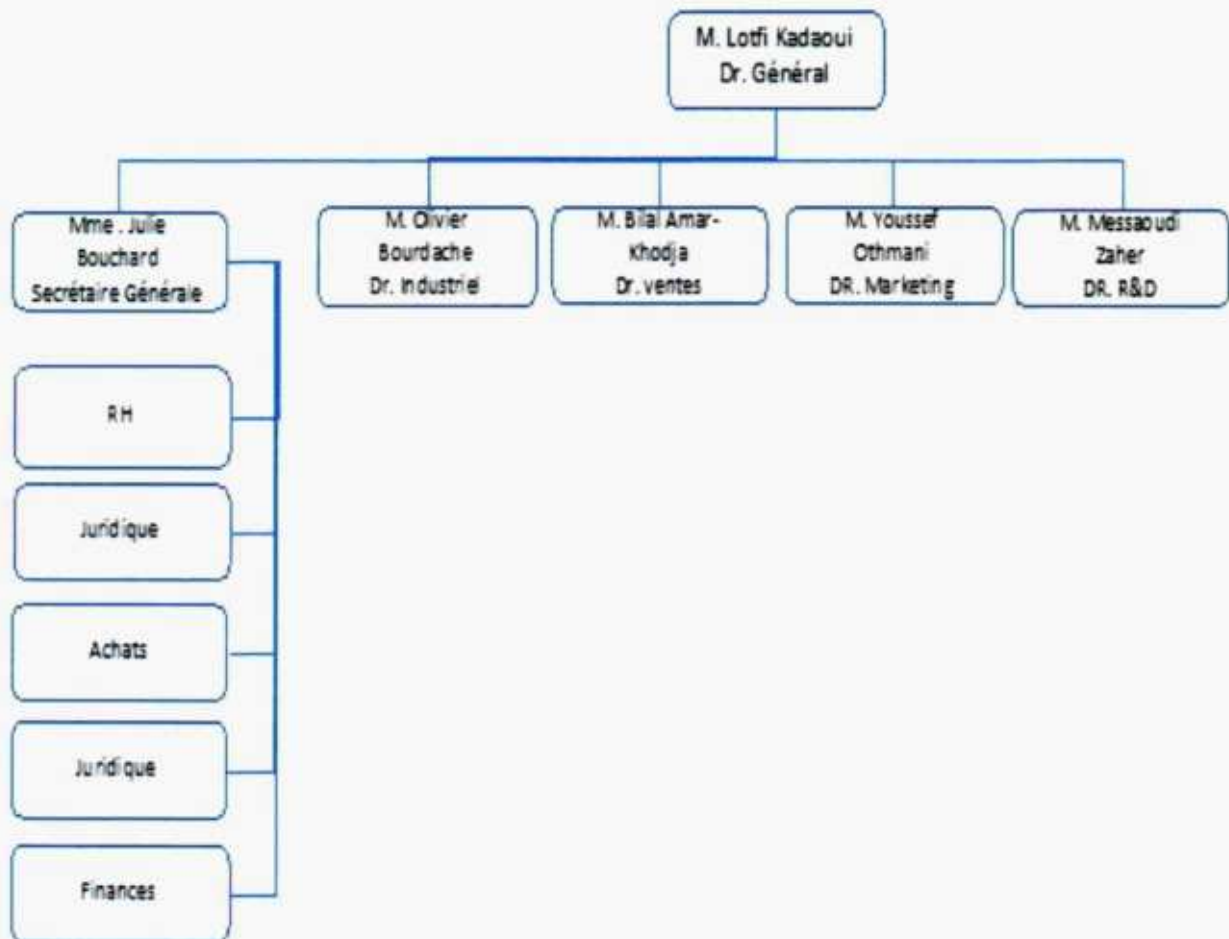 M. Lotfi Kadaoui
Dr. Général
Mme . Julie
Bouchard
Secrétaire Générale
M. Olivier
Bourdache
Dr. Industriel
M. Bilal Amar-
Khodja
Dr. ventes
M. Youssef
Othmani
DR. Marketing
M. Messaoudi
Zaher
DR. R&D
RH
Juridique
Achats
Juridique
Finances